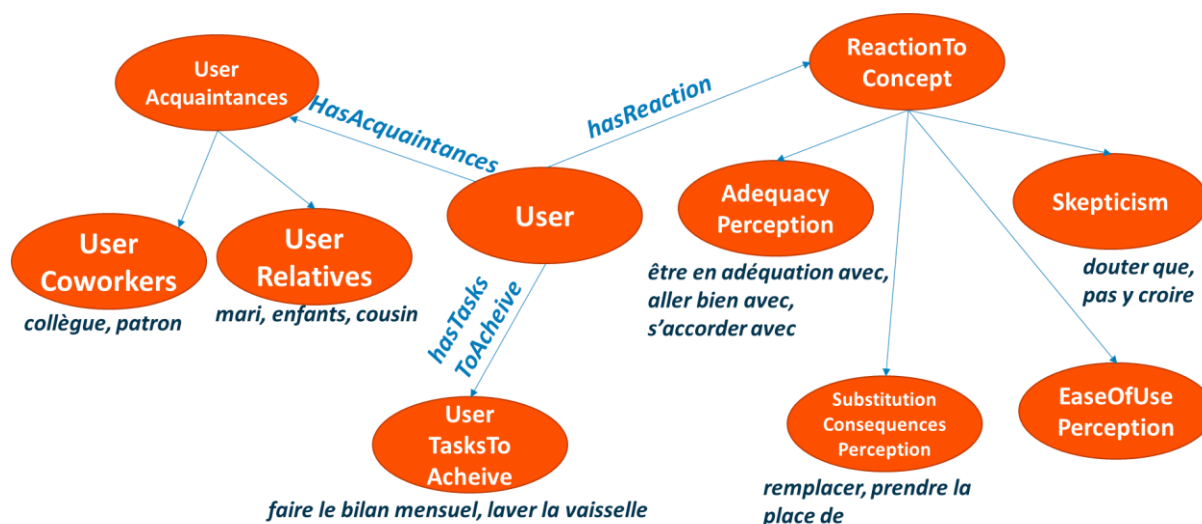 User
Acquaintances
HasAcquaintances
hasReaction
ReactionTo
Concept
User
Coworkers
collègue, patron
User
Relatives
mari, enfants, cousin
User
hasTasks
ToAcheive
User
TasksTo
Acheive
faire le bilan mensuel, laver la vaisselle
Adequacy
Perception
être en adéquation avec,
aller bien avec,
s’accorder avec
Skepticism
douter que,
pas y croire
Substitution
Consequences
Perception
remplacer, prendre la
place de
EaseOfUse
Perception